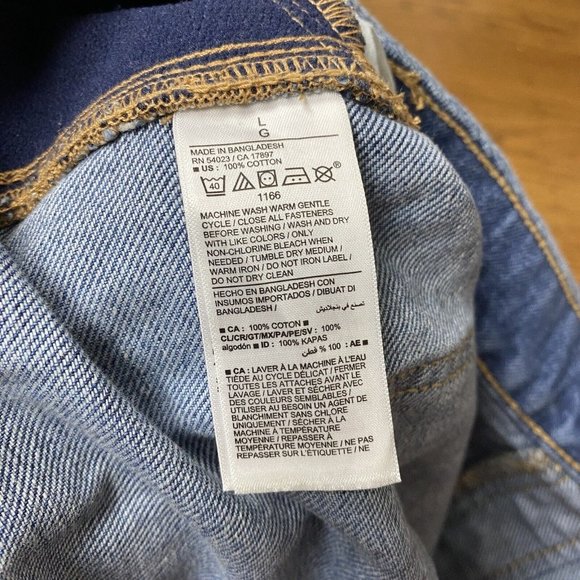 L
G
MADE IN BANGLADESH
RN 54023 / CA 17897
■ US : 100% COTTON
40
1166
MACHINE WASH WARM GENTLE
CYCLE / CLOSE ALL FASTENERS
BEFORE WASHING / WASH AND DRY
WITH LIKE COLORS / ONLY
NON-CHLORINE BLEACH WHEN
NEEDED / TUMBLE DRY MEDIUM /
WARM IRON / DO NOT IRON LABEL /
DO NOT DRY CLEAN
HECHO EN BANGLADESH CON
INSUMOS IMPORTADOS / DIBUAT DI
BANGLADESH / صنع في بنجلاديش
■ CA : 100% COTON ■
CL/CR/GT/MX/PA/PE/SV : 100%
algodón ■ ID : 100% KAPAS
■ AE : 100 % قطن
■ CA : LAVER À LA MACHINE À L'EAU
TIÈDE AU CYCLE DÉLICAT / FERMER
TOUTES LES ATTACHES AVANT LE
LAVAGE / LAVER ET SÉCHER AVEC
DES COULEURS SEMBLABLES /
UTILISER AU BESOIN UN AGENT DE
BLANCHIMENT SANS CHLORE
UNIQUEMENT / SÉCHER À LA
MACHINE À TEMPÉRATURE
MOYENNE / REPASSER À
TEMPÉRATURE MOYENNE / NE PAS
REPASSER SUR L'ÉTIQUETTE / NE